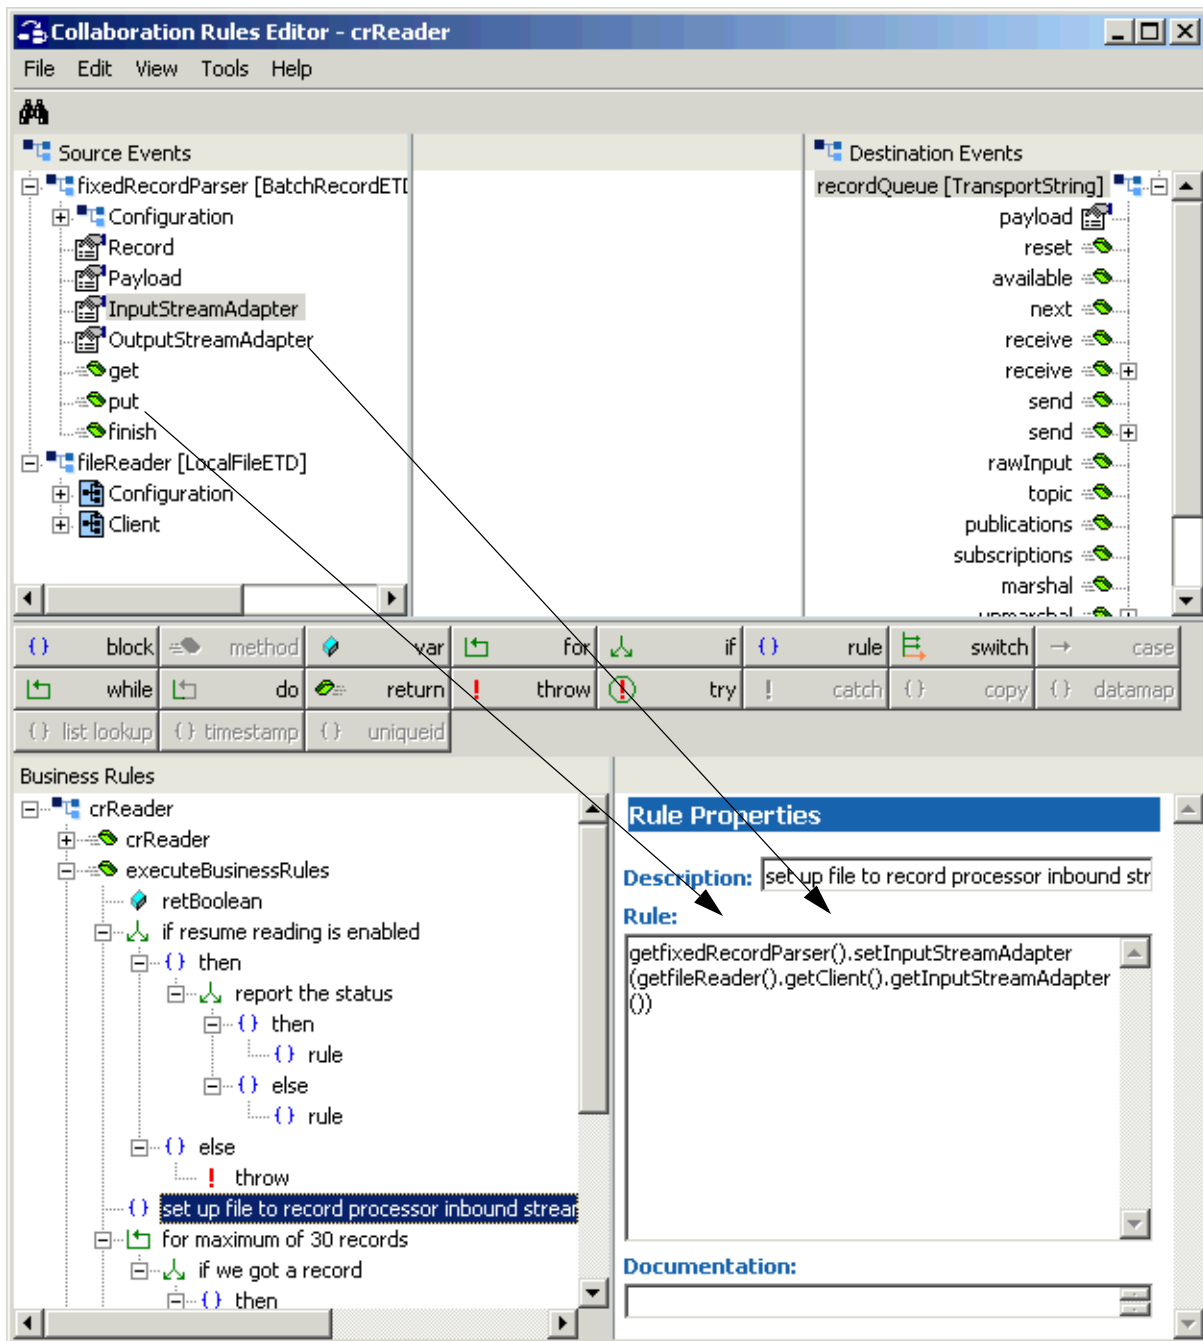 Collaboration Rules Editor - crReader
File Edit View Tools Help
Source Events
fixedRecordParser [BatchRecordETD
Configuration
Record
Payload
InputStreamAdapter
OutputStreamAdapter
get
put
finish
fileReader [LocalFileETD]
Configuration
Client
Destination Events
recordQueue [TransportString]
payload
reset
available
next
receive
receive
send
send
rawInput
topic
publications
subscriptions
marshal
unmarshal
block method var for if rule switch case
while do return throw try catch copy datamap
list lookup timestamp uniqueid
Business Rules
crReader
crReader
executeBusinessRules
retBoolean
if resume reading is enabled
then
report the status
then
rule
else
rule
else
throw
set up file to record processor inbound strear
for maximum of 30 records
if we got a record
then
Rule Properties
Description: set up file to record processor inbound str
Rule:
getfixedRecordParser().setInputStreamAdapter
(getfileReader().getClient().getInputStreamAdapter
())
Documentation: